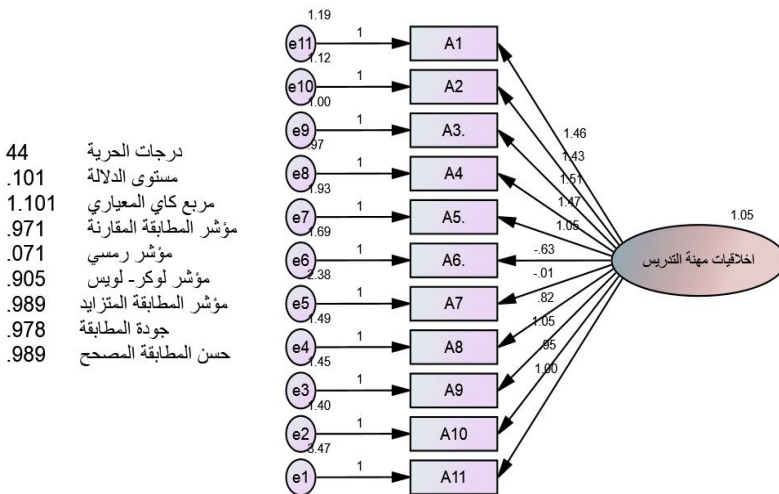 درجات الحرية 44
مستوى الدلالة .101
مربع كاي المعياري 1.101
مؤشر المطابقة المقارنة .971
مؤشر رمسي .071
مؤشر لوكر- لويس .905
مؤشر المطابقة المتزايد .989
جودة المطابقة .978
حسن المطابقة المصحح .989
1.19
e11 1 A1
1.12
e10 1 A2
1.00
e9 1 A3.
.97
e8 1 A4
1.93
e7 1 A5.
1.69
e6 1 A6.
2.38
e5 1 A7
1.49
e4 1 A8
1.45
e3 1 A9
1.40
e2 1 A10
3.47
e1 1 A11
1.46
1.43
1.51
1.47
1.05
-.63
-.01
.82
1.05
.95
1.00
1.05
اخلاقيات مهنة التدريس